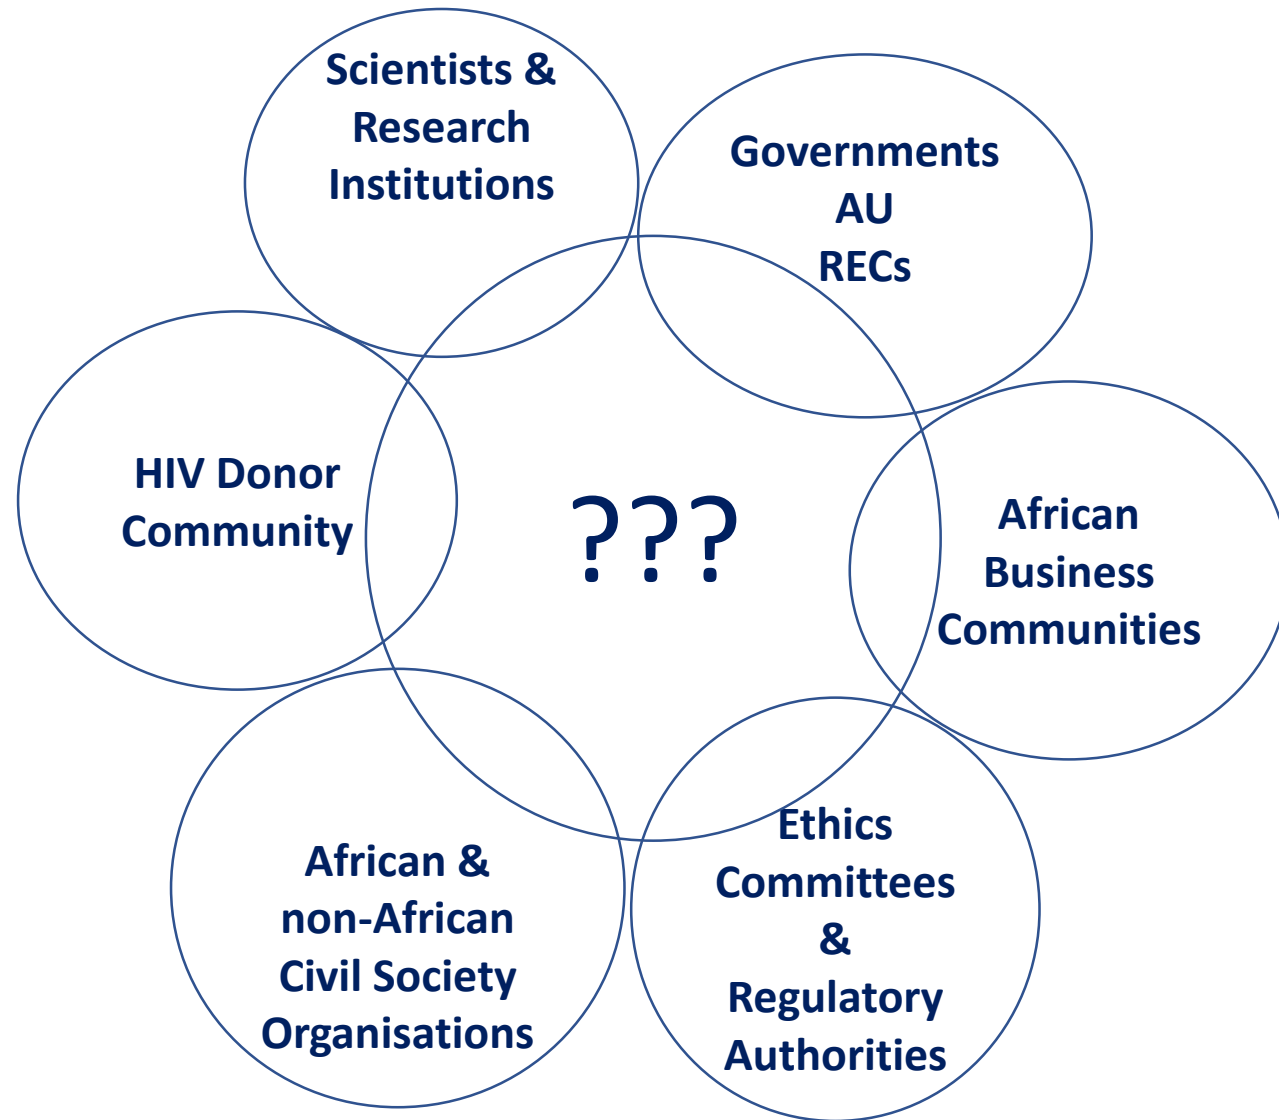 Scientists &
Research
Institutions
Governments
AU
RECs
HIV Donor
Community
???
African
Business
Communities
African &
non-African
Civil Society
Organisations
Ethics
Committees
&
Regulatory
Authorities